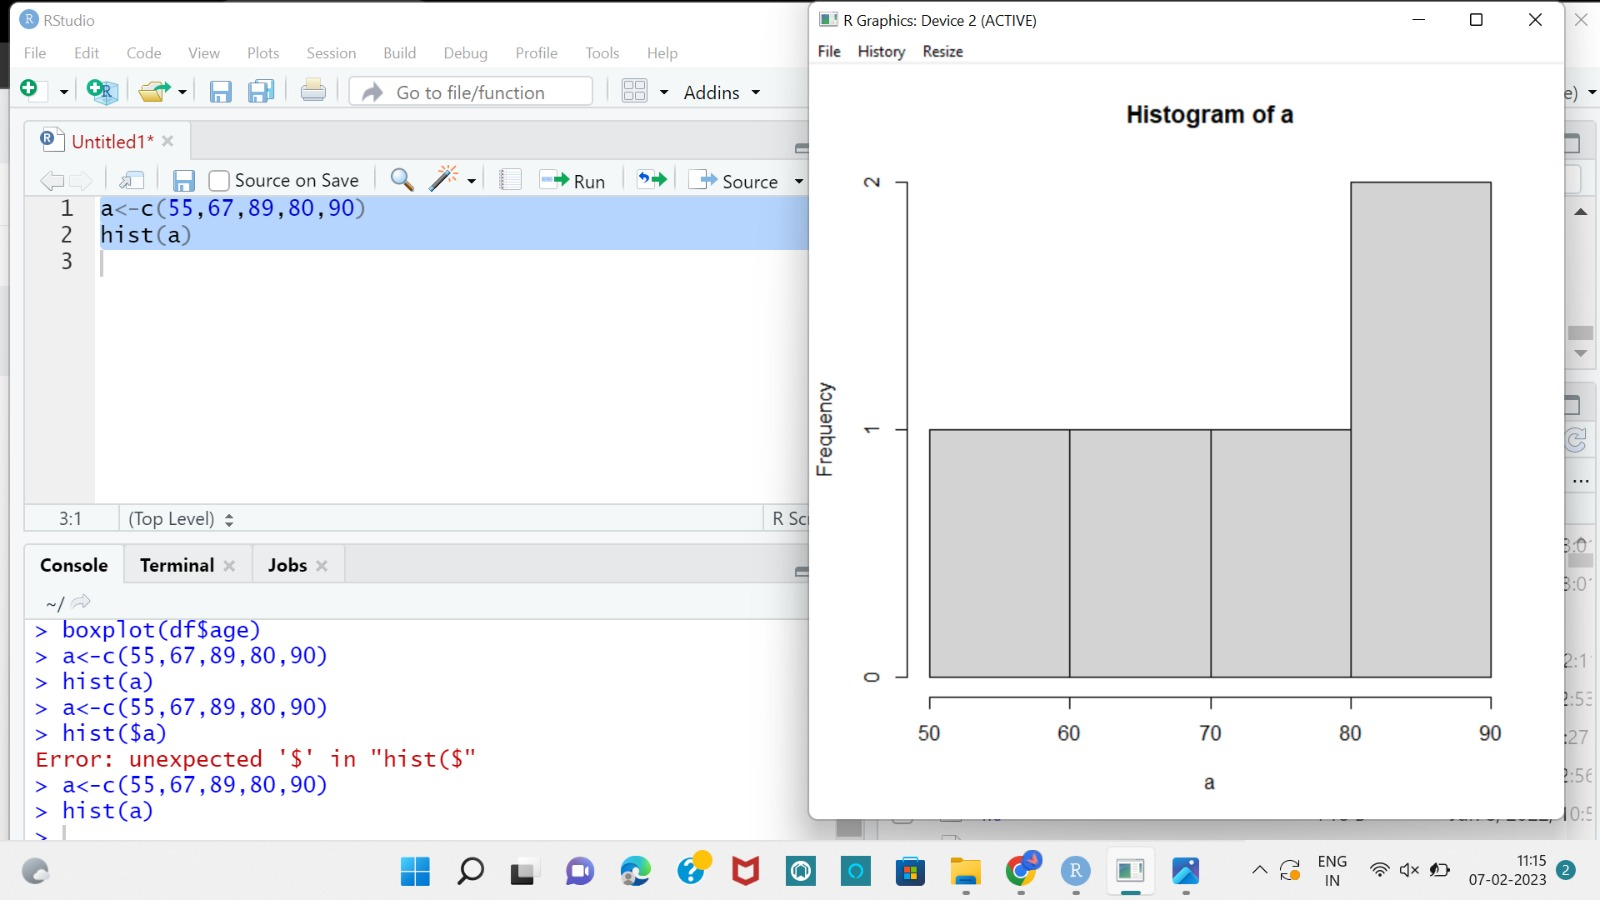 RStudio
File Edit Code View Plots Session Build Debug Profile Tools Help
Go to file/function Addins
Untitled1*
Source on Save Run Source
1 a<-c(55,67,89,80,90)
2 hist(a)
3
3:1 (Top Level) R Sc
Console Terminal Jobs
~/
> boxplot(df$age)
> a<-c(55,67,89,80,90)
> hist(a)
> a<-c(55,67,89,80,90)
> hist($a)
Error: unexpected '$' in "hist($"
> a<-c(55,67,89,80,90)
> hist(a)
>
R Graphics: Device 2 (ACTIVE)
File History Resize
Histogram of a
Frequency
2
1
0
50 60 70 80 90
a
e)
ENG
IN
11:15
07-02-2023
2